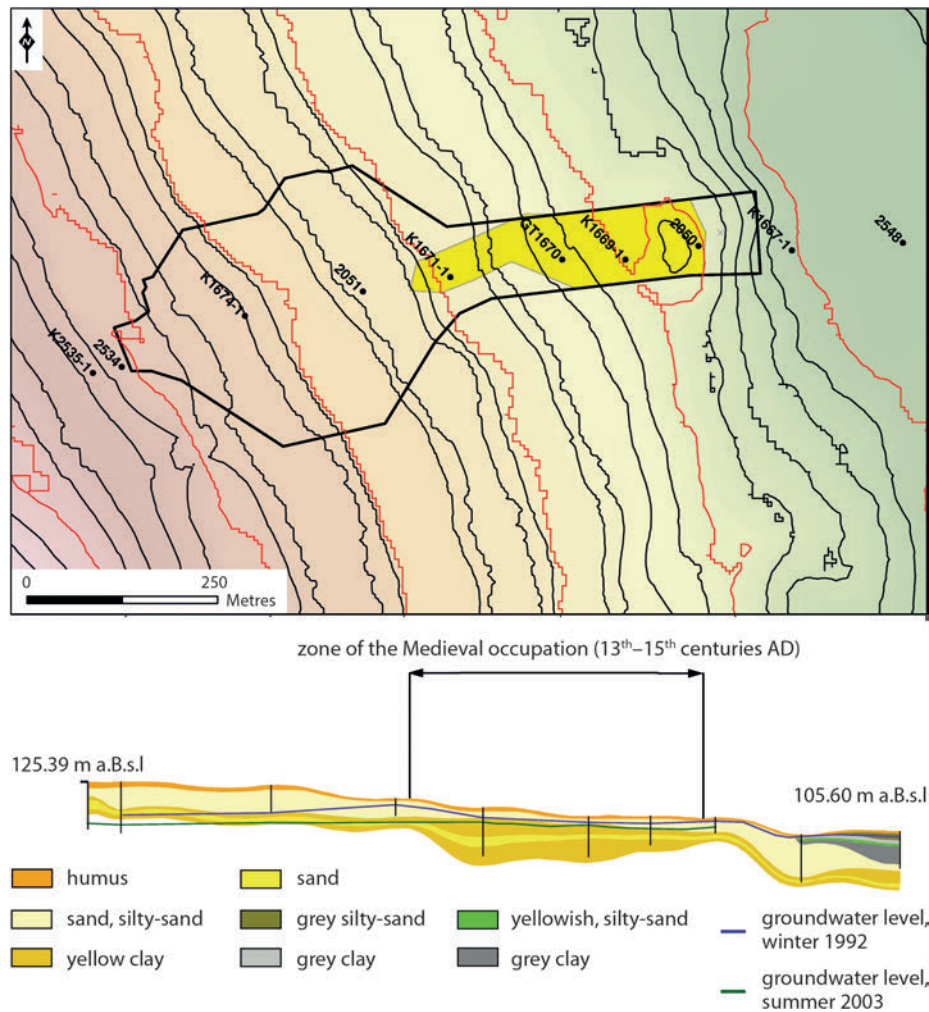 N
K2535-1
2534
K1674-1
2051
K1671-1
GT1670
K1669-1
2950
K1667-1
2548
0 250
Metres
zone of the Medieval occupation (13th–15th centuries AD)
125.39 m a.B.s.l
105.60 m a.B.s.l
humus
sand
sand, silty-sand
grey silty-sand
yellowish, silty-sand
groundwater level,
winter 1992
yellow clay
grey clay
grey clay
groundwater level,
summer 2003